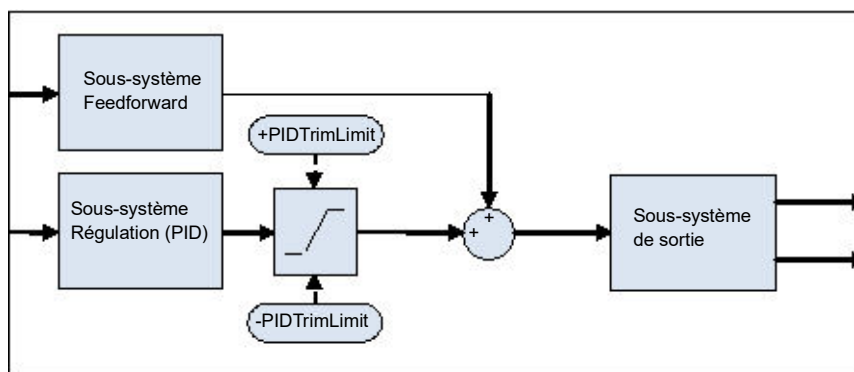 Sous-système
Feedforward
+PIDTrimLimit
Sous-système
Régulation (PID)
+
+
Sous-système
de sortie
-PIDTrimLimit